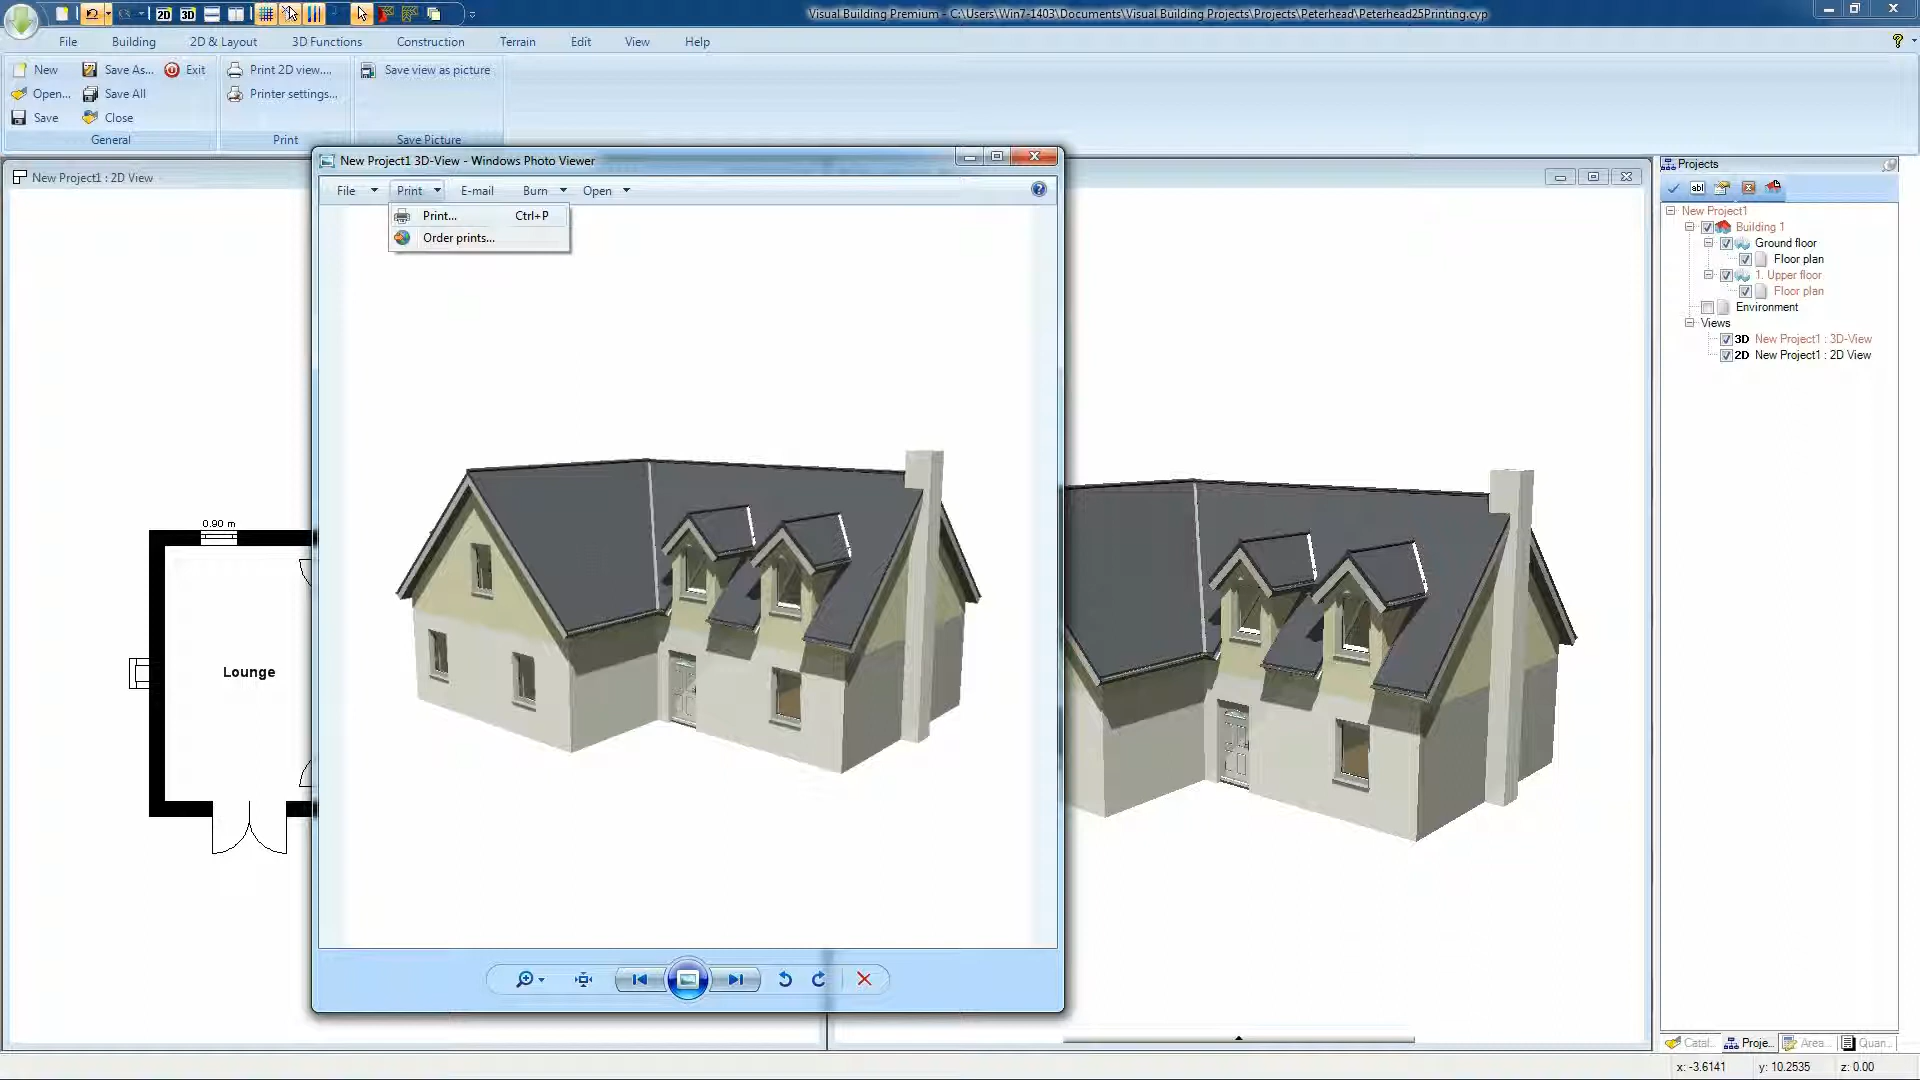 2D 3D
Visual Building Premium - C:\Users\Win7-1403\Documents\Visual Building Projects\Projects\Peterhead\Peterhead25Printing.cyp
File Building 2D & Layout 3D Functions Construction Terrain Edit View Help
New Save As... Exit Print 2D view.... Save view as picture
Open... Save All Printer settings...
Save Close
General Print Save Picture
New Project1 : 2D View
New Project1 3D-View - Windows Photo Viewer
File Print E-mail Burn Open
Print... Ctrl+P
Order prints...
0.90 m
Lounge
Projects
abl
New Project1
Building 1
Ground floor
Floor plan
1. Upper floor
Floor plan
Environment
Views
3D New Project1 : 3D-View
2D New Project1 : 2D View
Catal... Proje... Area... Quan...
x: -3.6141 y: 10.2535 z: 0.00